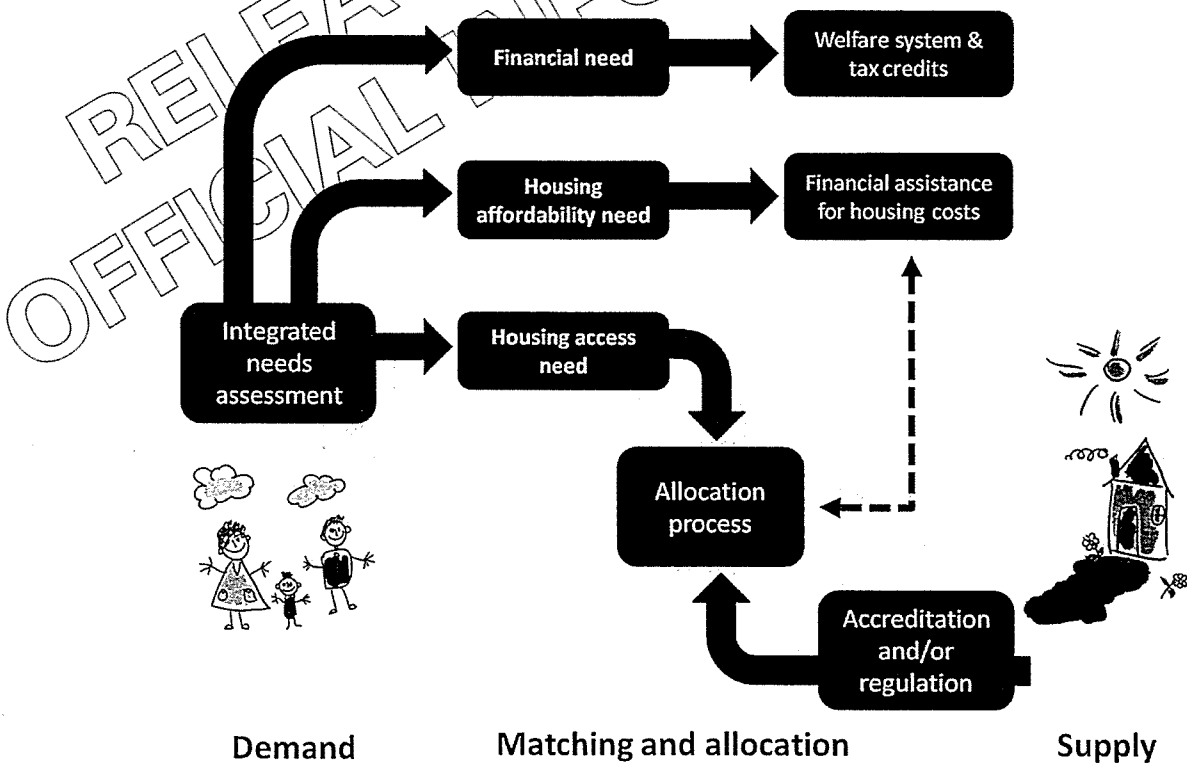 RELEA
OFFICIAL IN
Financial need
Welfare system &
tax credits
Housing
affordability need
Financial assistance
for housing costs
Integrated
needs
assessment
Housing access
need
Allocation
process
Accreditation
and/or
regulation
Demand
Matching and allocation
Supply